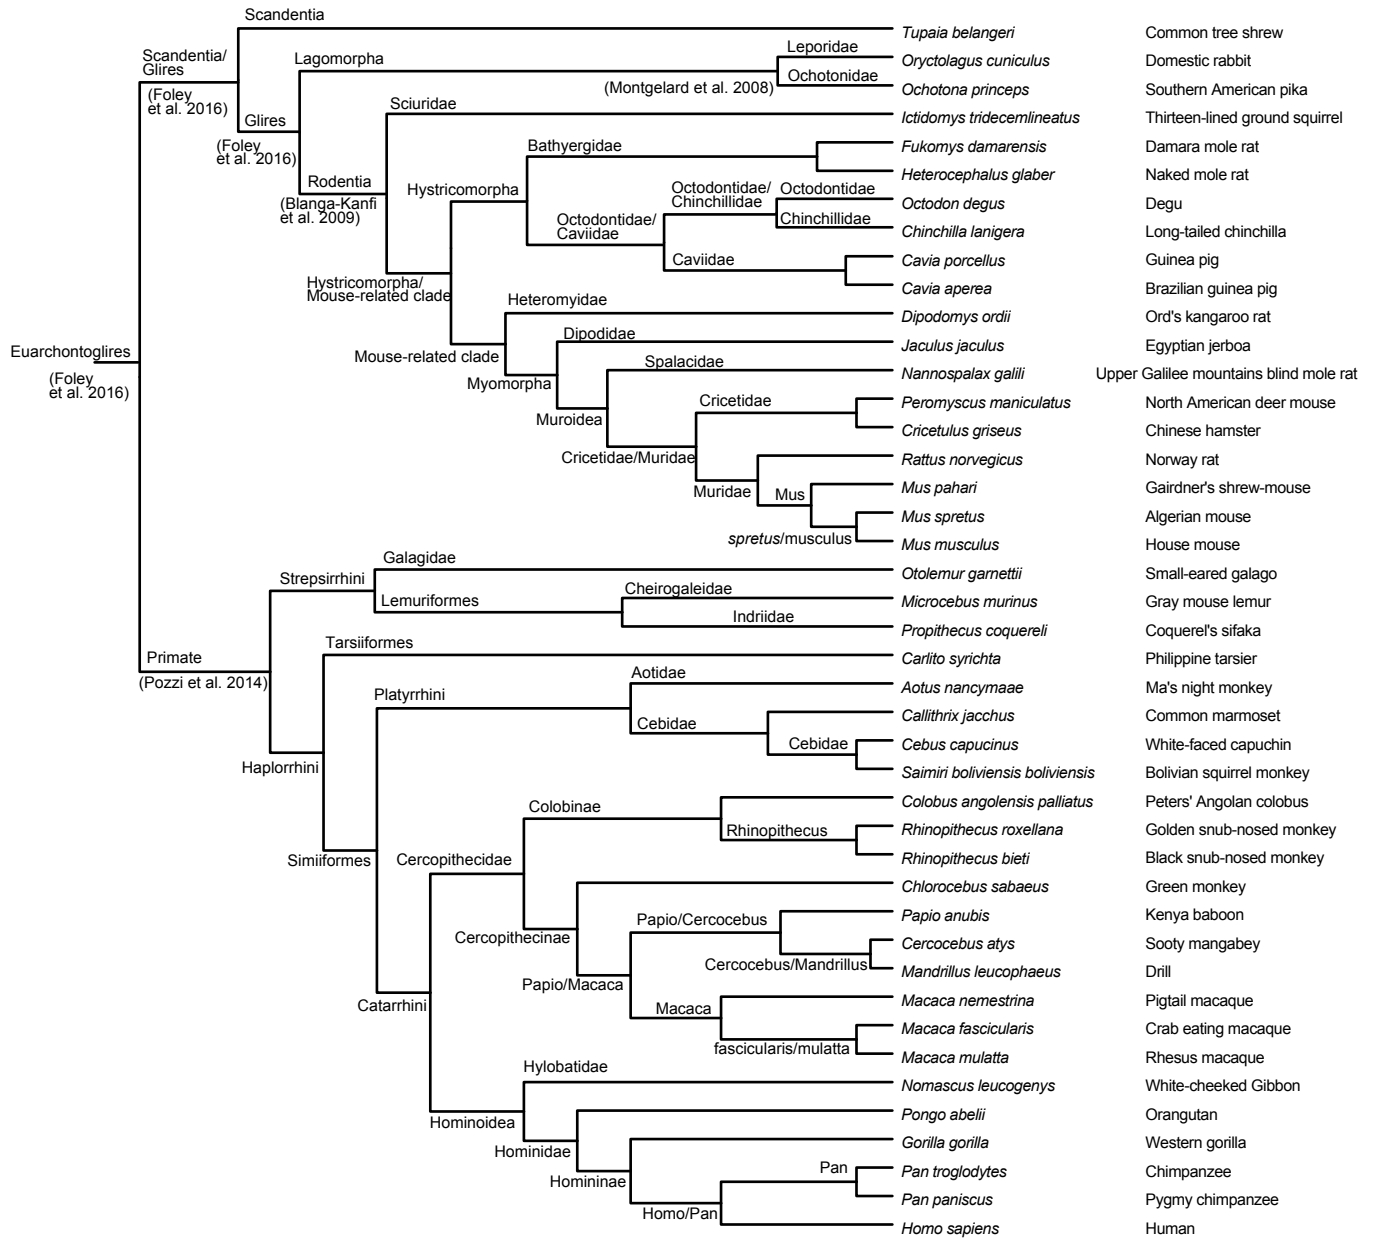 Scandentia
Tupaia belangeri Common tree shrew
Scandentia/
Glires
(Foley
et al. 2016)
Lagomorpha
Leporidae
Oryctolagus cuniculus Domestic rabbit
Ochotonidae
(Montgelard et al. 2008)
Ochotona princeps Southern American pika
Glires
(Foley
et al. 2016)
Sciuridae
Ictidomys tridecemlineatus Thirteen-lined ground squirrel
Rodentia
(Blanga-Kanfi
et al. 2009)
Bathyergidae
Fukomys damarensis Damara mole rat
Heterocephalus glaber Naked mole rat
Hystricomorpha
Octodontidae/
Chinchillidae
Octodontidae
Octodon degus Degu
Chinchillidae
Chinchilla lanigera Long-tailed chinchilla
Octodontidae/
Caviidae
Caviidae
Cavia porcellus Guinea pig
Cavia aperea Brazilian guinea pig
Hystricomorpha/
Mouse-related clade
Heteromyidae
Dipodomys ordii Ord's kangaroo rat
Mouse-related clade
Dipodidae
Jaculus jaculus Egyptian jerboa
Myomorpha
Spalacidae
Nannospalax galili Upper Galilee mountains blind mole rat
Muroidea
Cricetidae
Peromyscus maniculatus North American deer mouse
Cricetulus griseus Chinese hamster
Cricetidae/Muridae
Rattus norvegicus Norway rat
Muridae
Mus
Mus pahari Gairdner's shrew-mouse
Mus spretus Algerian mouse
spretus/musculus
Mus musculus House mouse
Euarchontoglires
(Foley
et al. 2016)
Galagidae
Otolemur garnettii Small-eared galago
Strepsirrhini
Lemuriformes
Cheirogaleidae
Microcebus murinus Gray mouse lemur
Indriidae
Propithecus coquereli Coquerel's sifaka
Primate
(Pozzi et al. 2014)
Tarsiiformes
Carlito syrichta Philippine tarsier
Haplorrhini
Platyrrhini
Aotidae
Aotus nancymaae Ma's night monkey
Cebidae
Callithrix jacchus Common marmoset
Cebidae
Cebus capucinus White-faced capuchin
Saimiri boliviensis boliviensis Bolivian squirrel monkey
Simiiformes
Colobinae
Colobus angolensis palliatus Peters' Angolan colobus
Rhinopithecus
Rhinopithecus roxellana Golden snub-nosed monkey
Rhinopithecus bieti Black snub-nosed monkey
Cercopithecidae
Chlorocebus sabaeus Green monkey
Cercopithecinae
Papio/Cercocebus
Papio anubis Kenya baboon
Cercocebus atys Sooty mangabey
Cercocebus/Mandrillus
Mandrillus leucophaeus Drill
Papio/Macaca
Macaca
Macaca nemestrina Pigtail macaque
Macaca fascicularis Crab eating macaque
fascicularis/mulatta
Macaca mulatta Rhesus macaque
Catarrhini
Hylobatidae
Nomascus leucogenys White-cheeked Gibbon
Hominoidea
Pongo abelii Orangutan
Hominidae
Gorilla gorilla Western gorilla
Homininae
Pan
Pan troglodytes Chimpanzee
Pan paniscus Pygmy chimpanzee
Homo/Pan
Homo sapiens Human